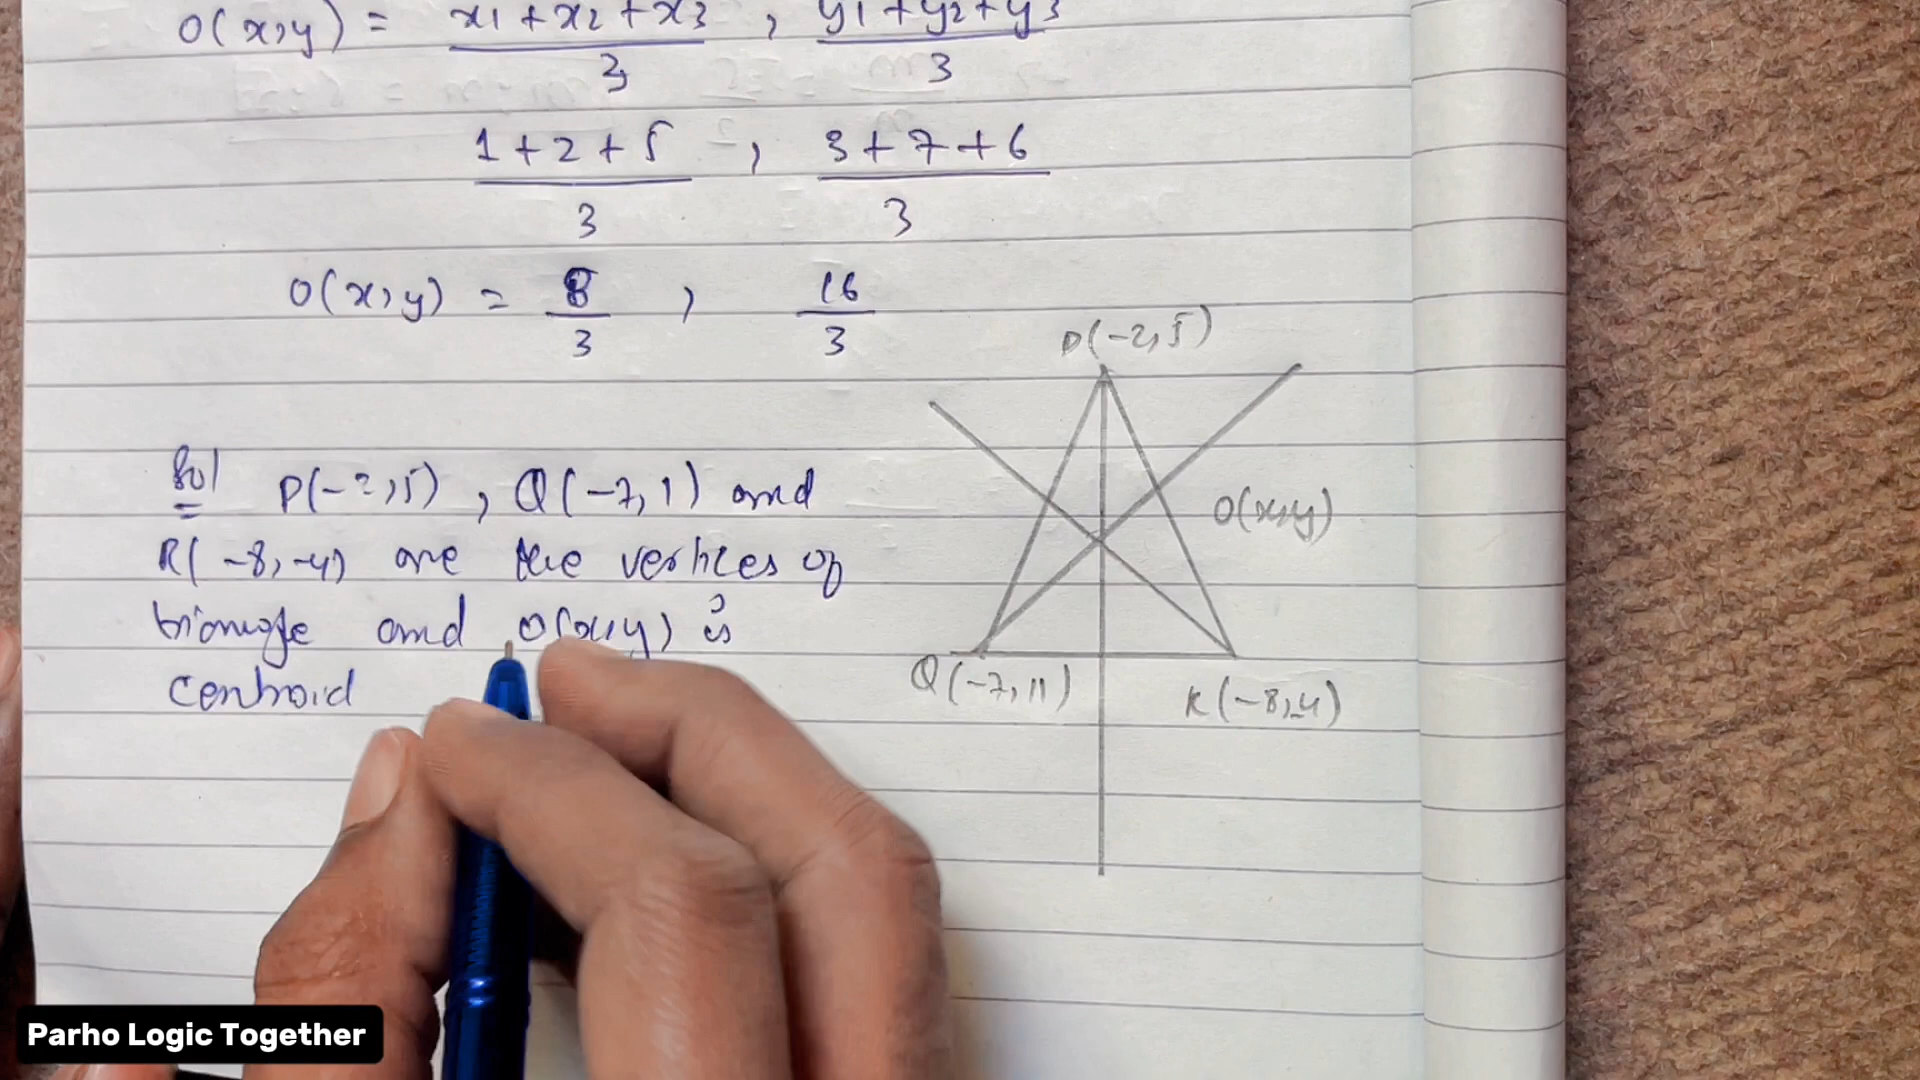 O(x,y) = x1+x2+x3 , y1+y2+y3
3 3
1+2+5 , 3+7+6
3 3
O(x,y) = 8 , 16
3 3
P(-2,5)
Sol P(-2,5), Q(-7,1) and
O(x,y)
R(-8,-4) are the vertices of
triangle and O(x,y) is
centroid
Q(-7,11) R(-8,-4)
Parho Logic Together